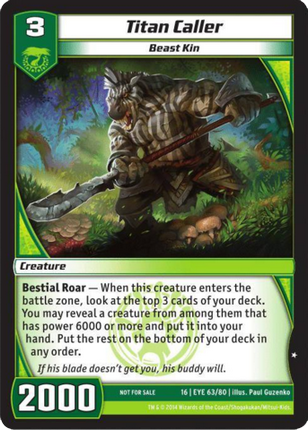 3
Titan Caller
Beast Kin
Creature
Bestial Roar — When this creature enters the
battle zone, look at the top 3 cards of your deck.
You may reveal a creature from among them that
has power 6000 or more and put it into your
hand. Put the rest on the bottom of your deck in
any order.
If his blade doesn't get you, his buddy will.
2000
NOT FOR SALE 16 | EYE 63/80 | illus. Paul Guzenko
TM & © 2014 Wizards of the Coast/Shogakukan/Mitsui-Kids.